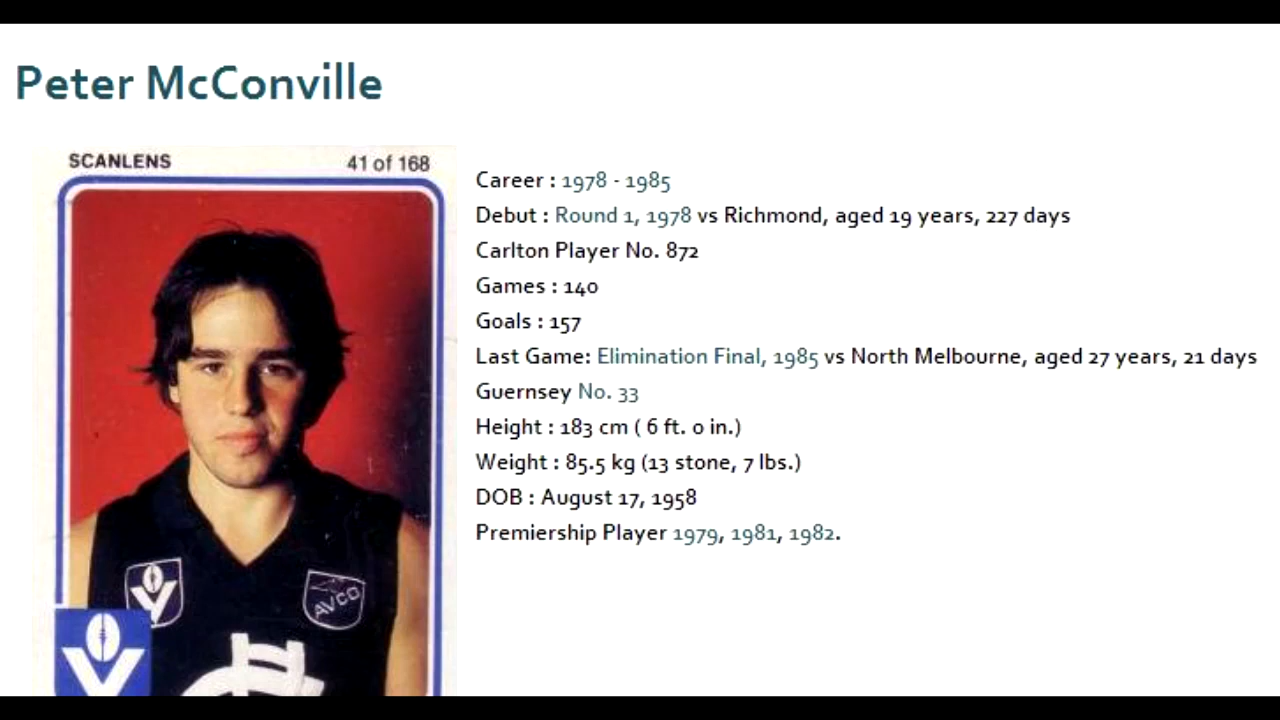 Peter McConville
SCANLENS 41 of 168
Career : 1978 - 1985
Debut : Round 1, 1978 vs Richmond, aged 19 years, 227 days
Carlton Player No. 872
Games : 140
Goals : 157
Last Game: Elimination Final, 1985 vs North Melbourne, aged 27 years, 21 days
Guernsey No. 33
Height : 183 cm ( 6 ft. 0 in.)
Weight : 85.5 kg (13 stone, 7 lbs.)
DOB : August 17, 1958
Premiership Player 1979, 1981, 1982.
AVCO